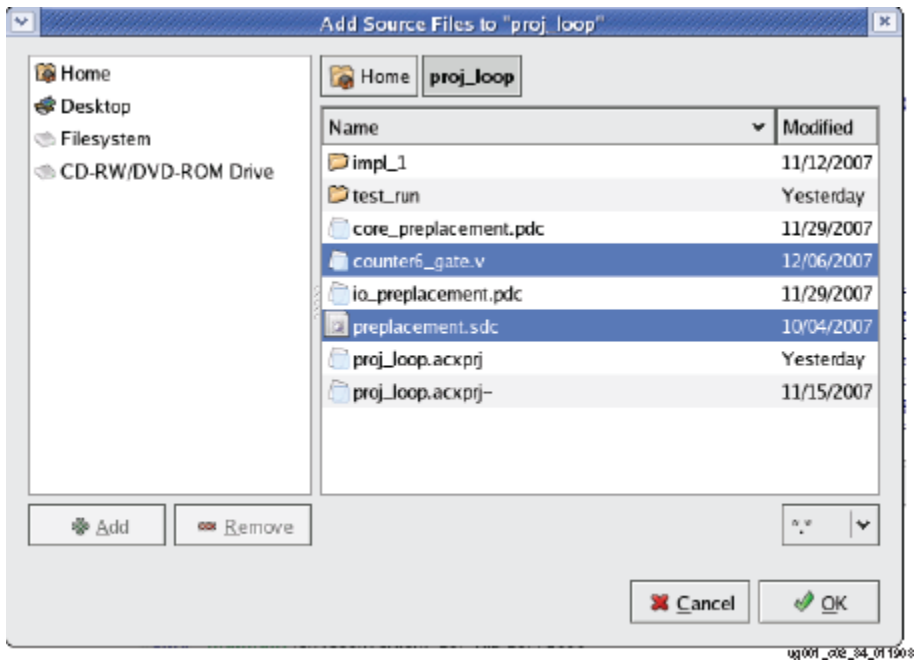 Add Source Files to "proj_loop"
Home
Desktop
Filesystem
CD-RW/DVD-ROM Drive
Home proj_loop
Name Modified
impl_1 11/12/2007
test_run Yesterday
core_preplacement.pdc 11/29/2007
counter6_gate.v 12/06/2007
io_preplacement.pdc 11/29/2007
preplacement.sdc 10/04/2007
proj_loop.acxprj Yesterday
proj_loop.acxprj~ 11/15/2007
Add Remove
*.*
Cancel OK
ug001_c02_34_011908